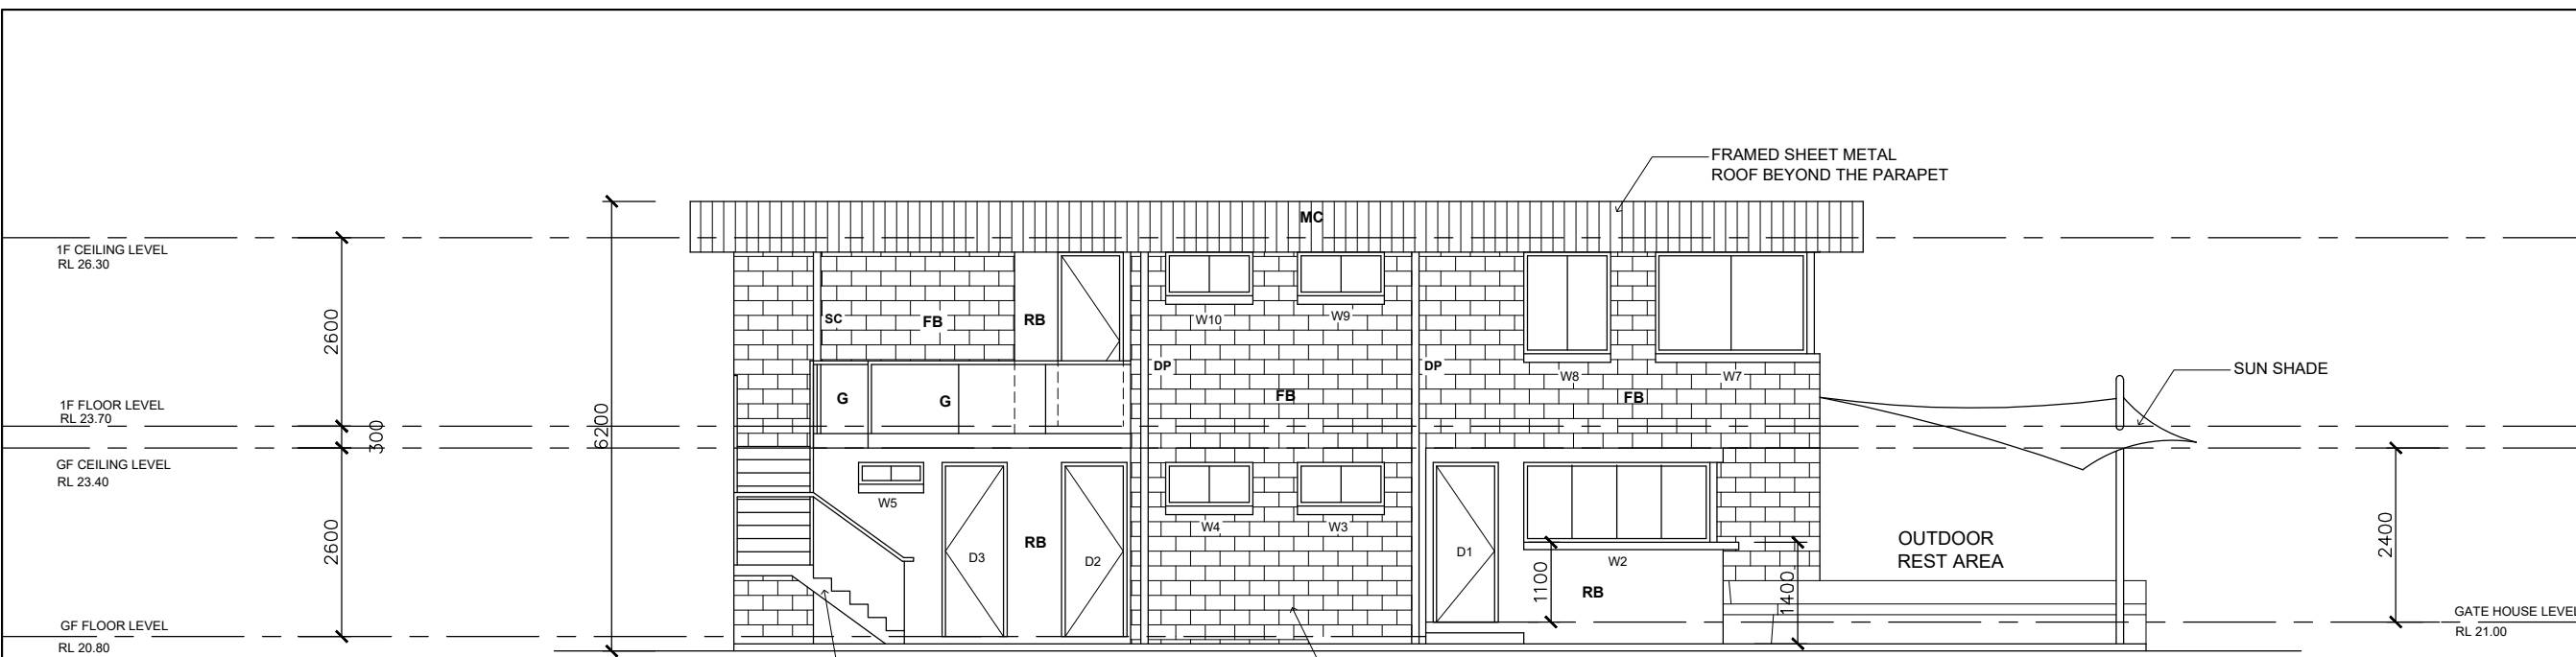 FRAMED SHEET METAL
ROOF BEYOND THE PARAPET
MC
1F CEILING LEVEL
RL 26.30
2600
SC
FB
RB
W10
W9
DP
DP
W8
W7
SUN SHADE
G
G
FB
FB
1F FLOOR LEVEL
RL 23.70
300
6200
GF CEILING LEVEL
RL 23.40
W5
W4
W3
2600
RB
D3
D2
D1
W2
OUTDOOR
REST AREA
2400
1100
1400
RB
GF FLOOR LEVEL
RL 20.80
GATE HOUSE LEVEL
RL 21.00